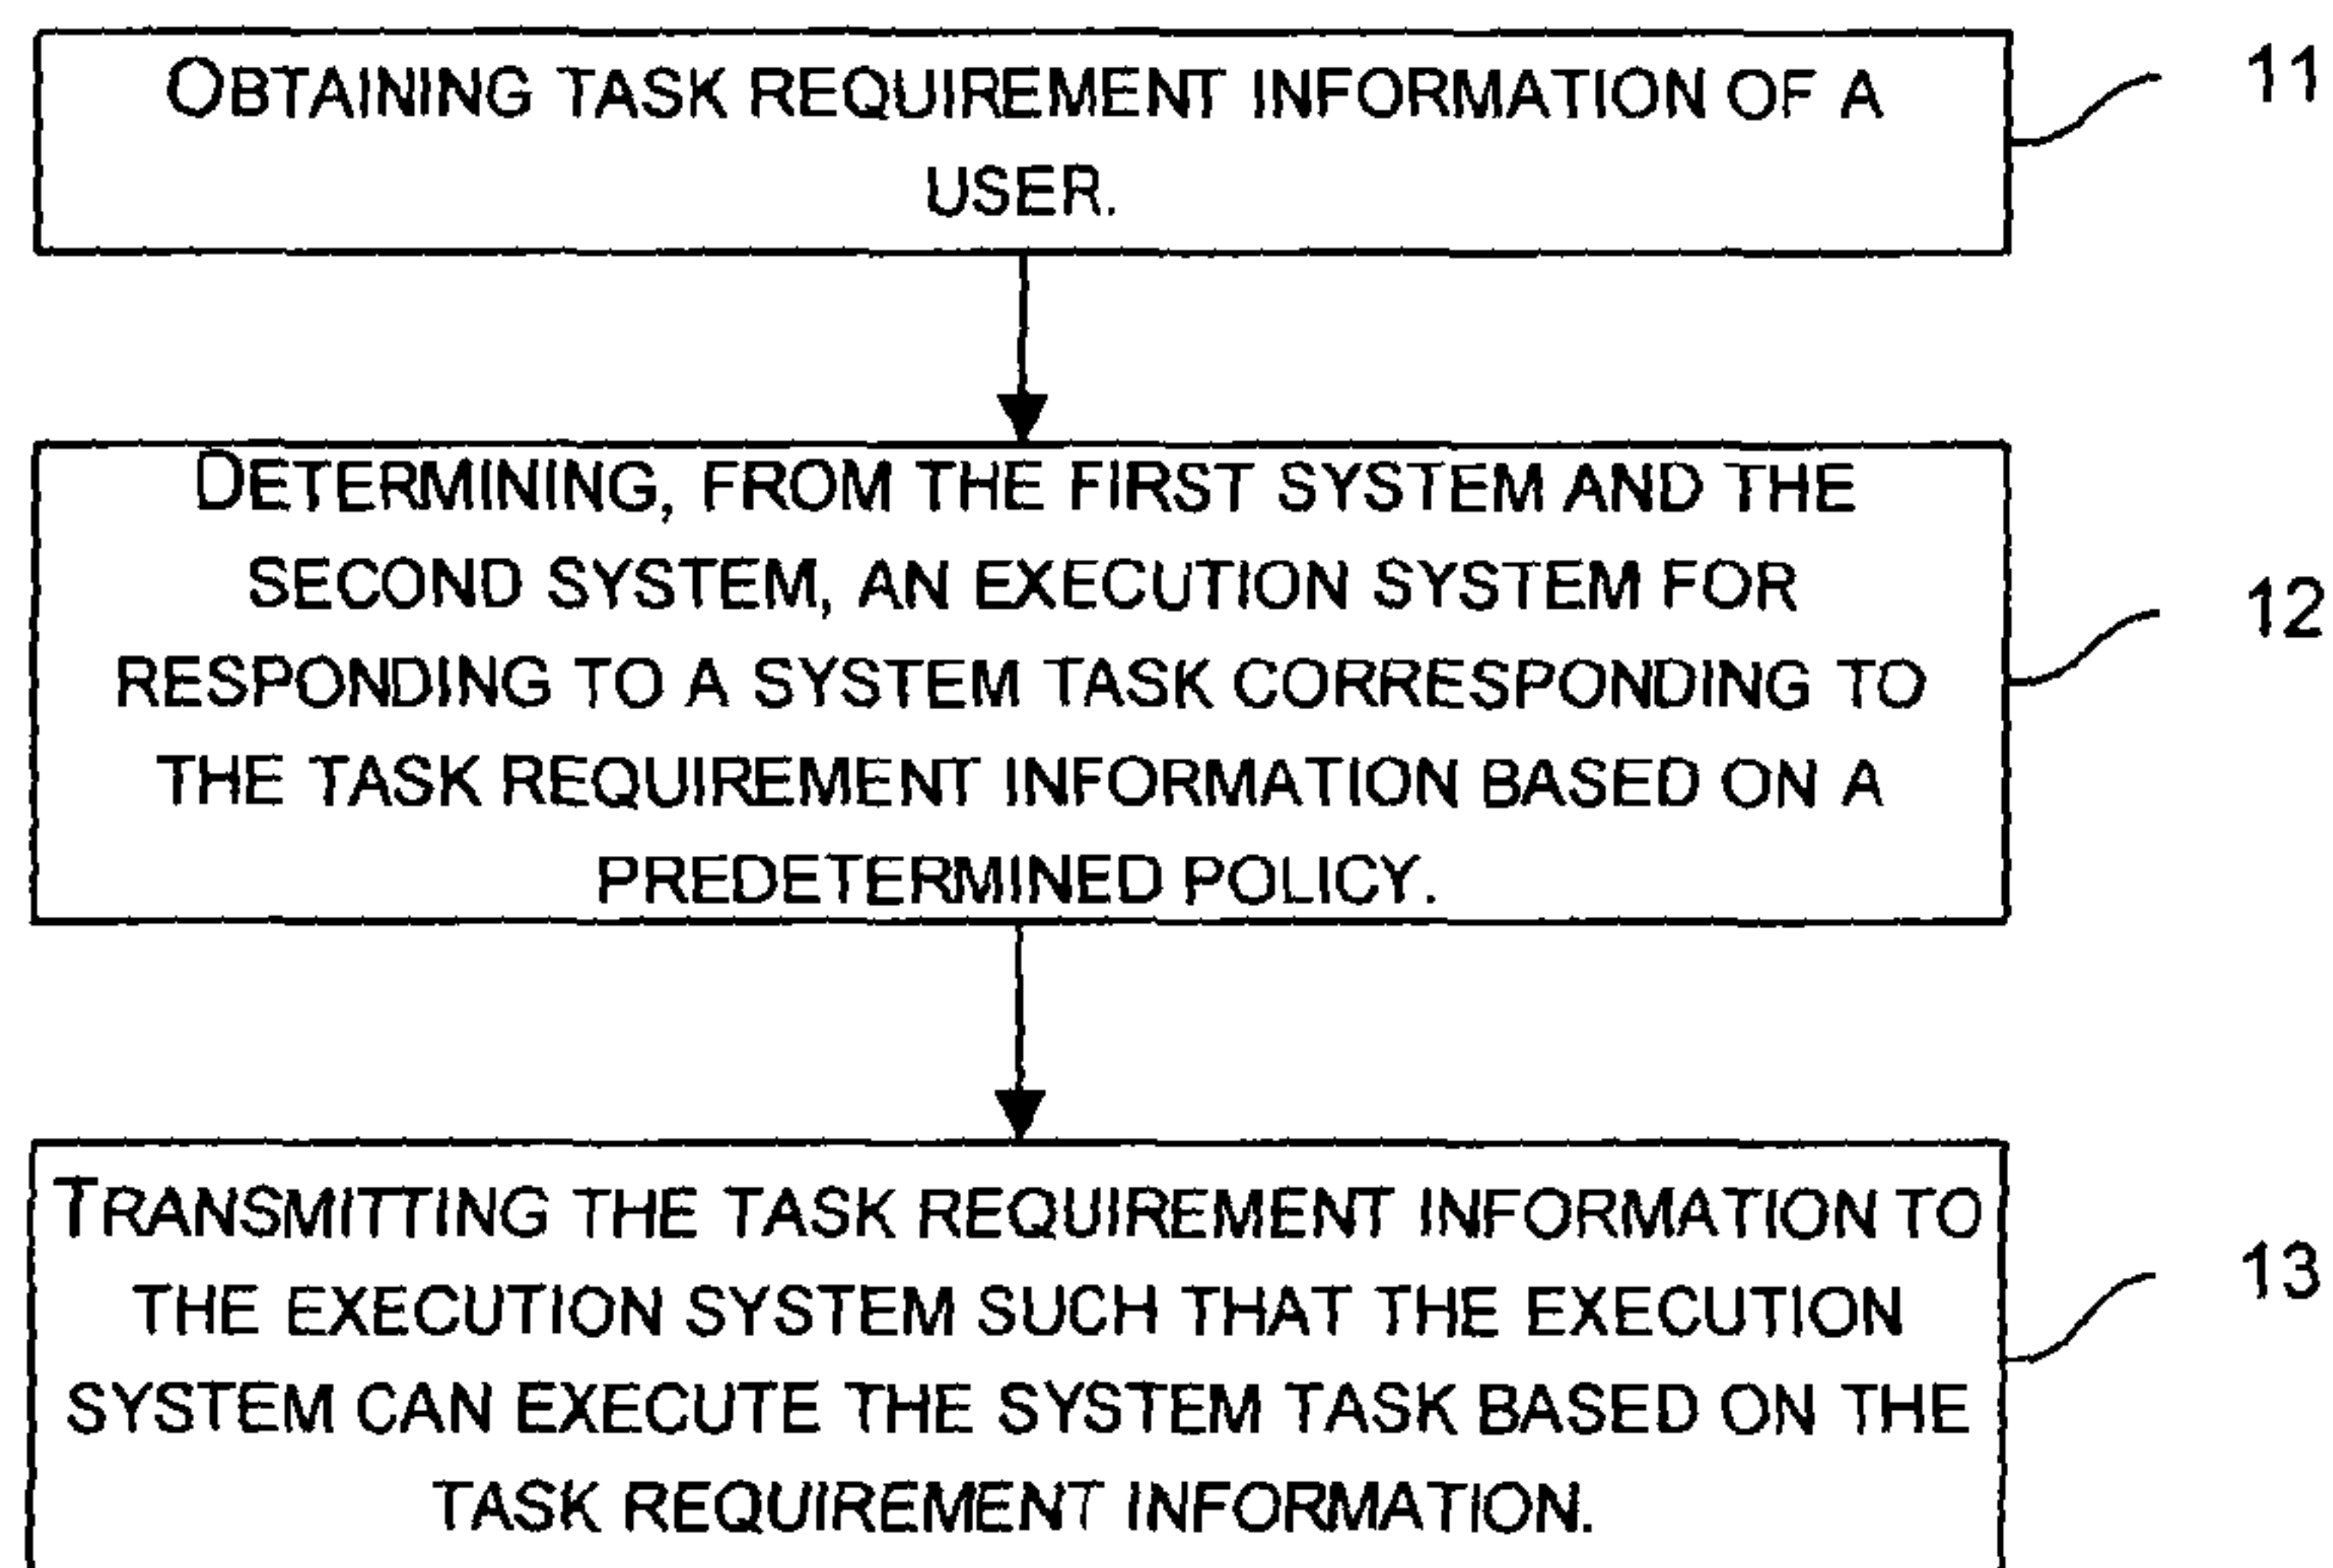 OBTAINING TASK REQUIREMENT INFORMATION OF A
USER.
11
DETERMINING, FROM THE FIRST SYSTEM AND THE
SECOND SYSTEM, AN EXECUTION SYSTEM FOR
RESPONDING TO A SYSTEM TASK CORRESPONDING TO
THE TASK REQUIREMENT INFORMATION BASED ON A
PREDETERMINED POLICY.
12
TRANSMITTING THE TASK REQUIREMENT INFORMATION TO
THE EXECUTION SYSTEM SUCH THAT THE EXECUTION
SYSTEM CAN EXECUTE THE SYSTEM TASK BASED ON THE
TASK REQUIREMENT INFORMATION.
13